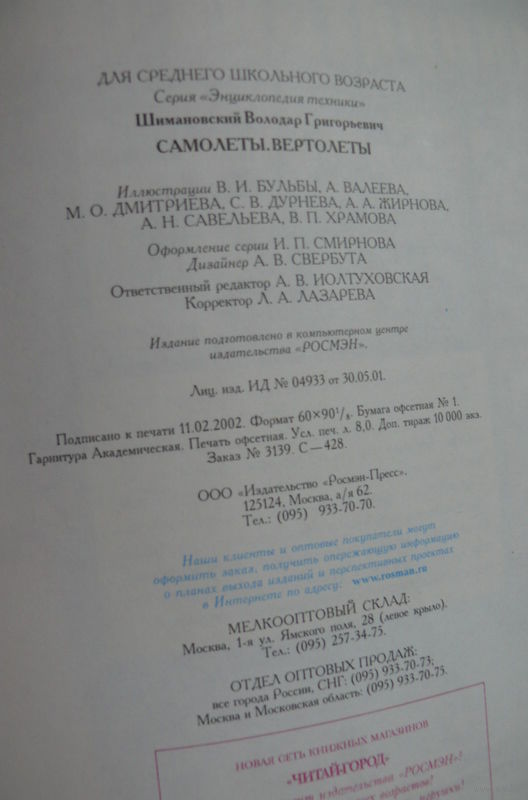 ДЛЯ СРЕДНЕГО ШКОЛЬНОГО ВОЗРАСТА
Серия «Энциклопедия техники»
Шимановский Володар Григорьевич
САМОЛЕТЫ. ВЕРТОЛЕТЫ
Иллюстрации В. И. БУЛЬБЫ, А. ВАЛЕЕВА,
М. О. ДМИТРИЕВА, С. В. ДУРНЕВА, А. А. ЖИРНОВА,
А. Н. САВЕЛЬЕВА, В. П. ХРАМОВА
Оформление серии И. П. СМИРНОВА
Дизайнер А. В. СВЕРБУТА
Ответственный редактор А. В. ИОЛТУХОВСКАЯ
Корректор Л. А. ЛАЗАРЕВА
Издание подготовлено в компьютерном центре
издательства «РОСМЭН».
Лиц. изд. ИД № 04933 от 30.05.01.
Подписано к печати 11.02.2002. Формат 60×90¹/₈. Бумага офсетная № 1.
Гарнитура Академическая. Печать офсетная. Усл. печ. л. 8,0. Доп. тираж 10 000 экз.
Заказ № 3139. С — 428.
ООО «Издательство «Росмэн-Пресс».
125124, Москва, а/я 62.
Тел.: (095) 933-70-70.
Наши клиенты и оптовые покупатели могут
оформить заказ, получить опережающую информацию
о планах выхода изданий и перспективных проектах
в Интернете по адресу: www.rosman.ru
МЕЛКООПТОВЫЙ СКЛАД:
Москва, 1-я ул. Ямского поля, 28 (левое крыло).
Тел.: (095) 257-34-75.
ОТДЕЛ ОПТОВЫХ ПРОДАЖ:
все города России, СНГ: (095) 933-70-73;
Москва и Московская область: (095) 933-70-75.
НОВАЯ СЕТЬ КНИЖНЫХ МАГАЗИНОВ
"ЧИТАЙ-ГОРОД"
издательства «РОСМЭН»!
возрастов!
игрушки!